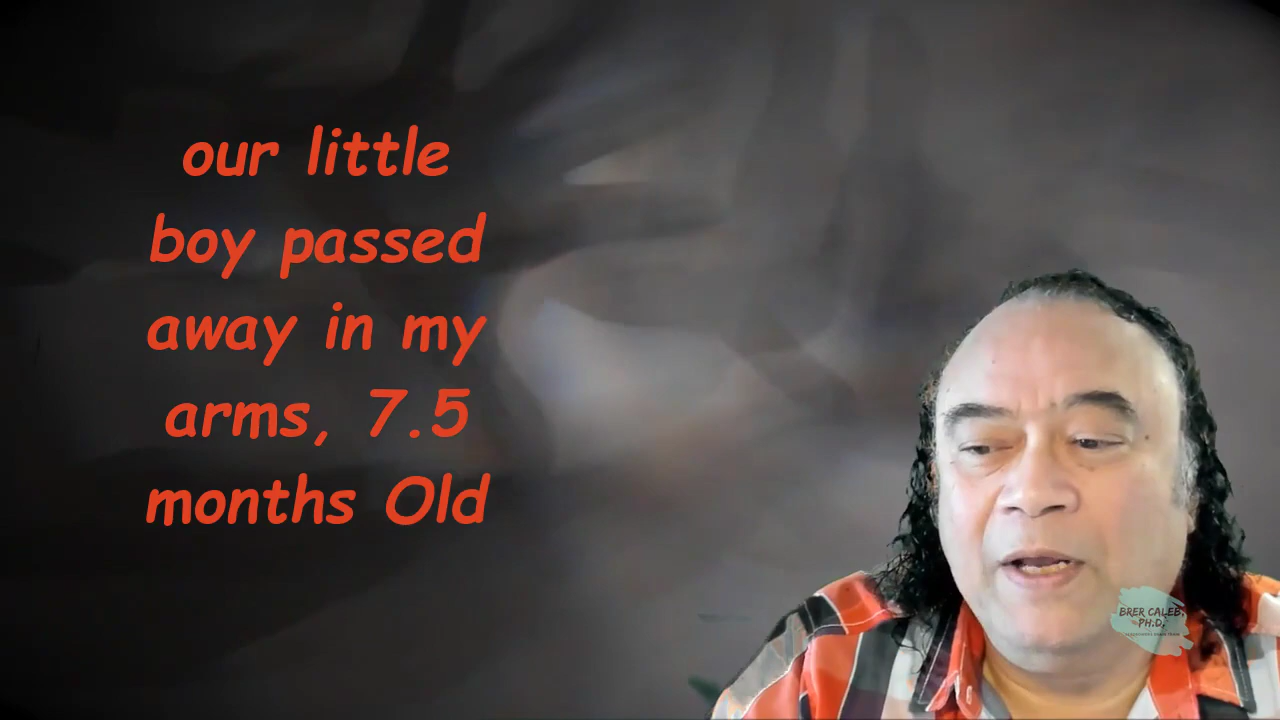 our little
boy passed
away in my
arms, 7.5
months Old
BRER CALEB,
PH.D.